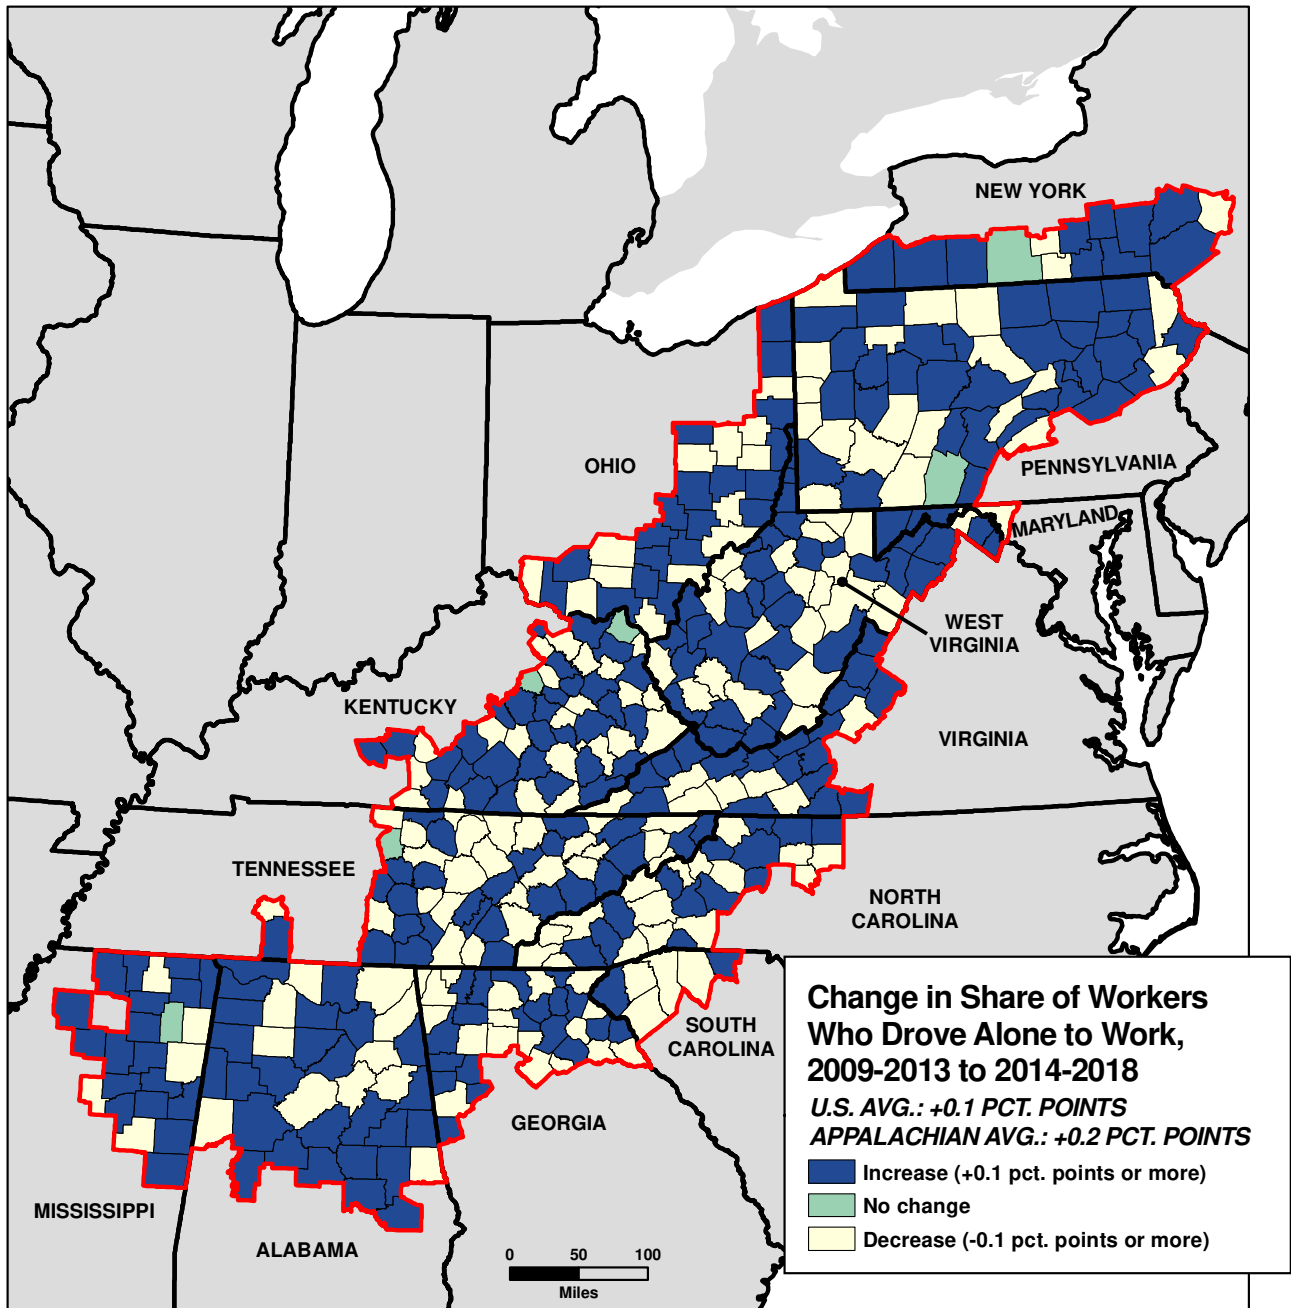 NEW YORK
OHIO
PENNSYLVANIA
MARYLAND
WEST
VIRGINIA
KENTUCKY
VIRGINIA
TENNESSEE
NORTH
CAROLINA
SOUTH
CAROLINA
GEORGIA
MISSISSIPPI
ALABAMA
0 50 100
Miles
Change in Share of Workers
Who Drove Alone to Work,
2009-2013 to 2014-2018
U.S. AVG.: +0.1 PCT. POINTS
APPALACHIAN AVG.: +0.2 PCT. POINTS
Increase (+0.1 pct. points or more)
No change
Decrease (-0.1 pct. points or more)